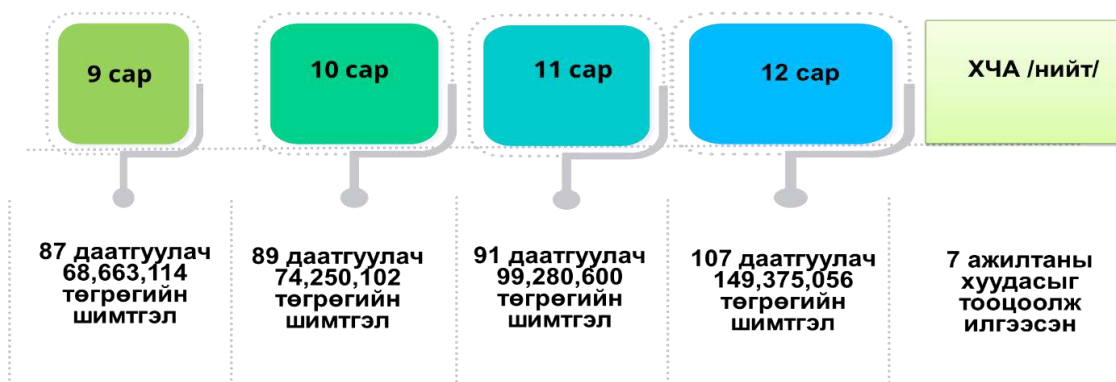 9 сар
10 сар
11 сар
12 сар
ХЧА /нийт/
87 даатгуулач
68,663,114
төгрөгийн
шимтгэл
89 даатгуулач
74,250,102
төгрөгийн
шимтгэл
91 даатгуулач
99,280,600
төгрөгийн
шимтгэл
107 даатгуулач
149,375,056
төгрөгийн
шимтгэл
7 ажилтаны
хуудасыг
тооцоолж
илгээсэн